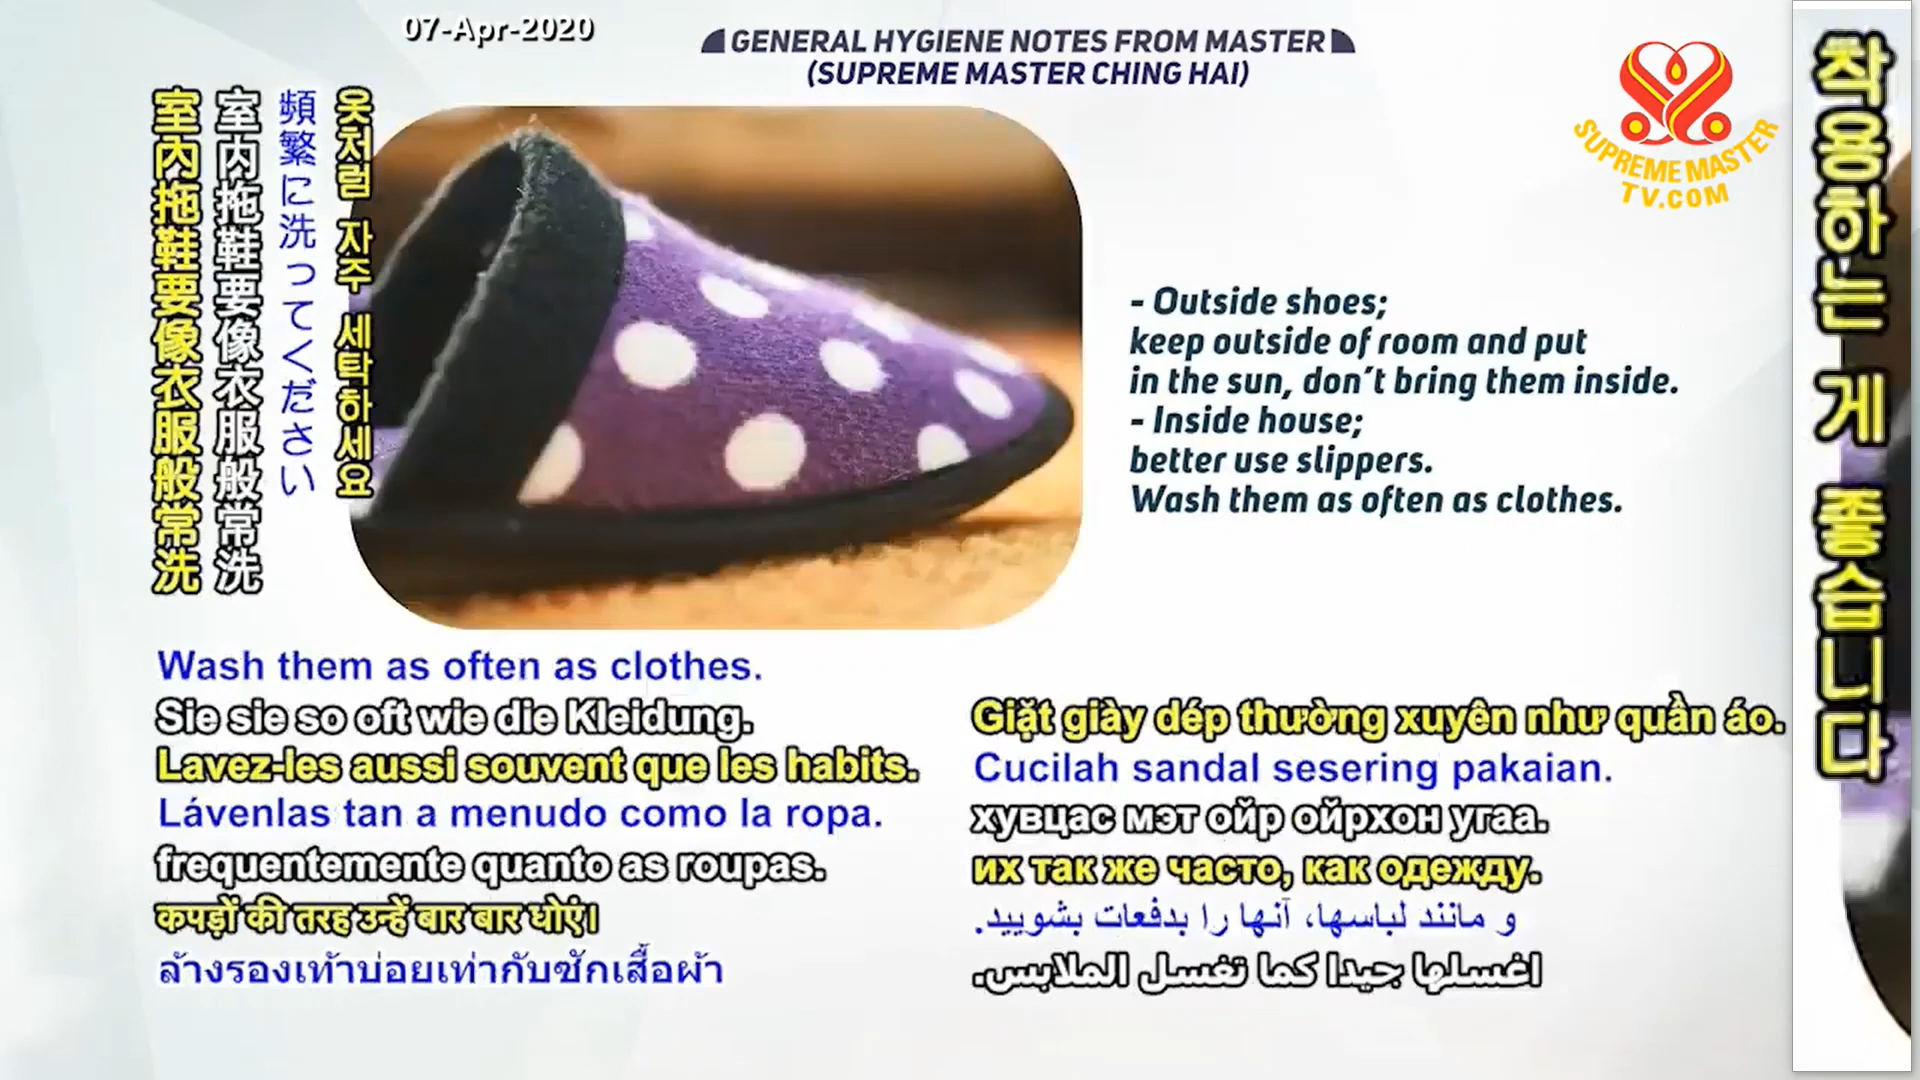 07-Apr-2020
GENERAL HYGIENE NOTES FROM MASTER
(SUPREME MASTER CHING HAI)
SUPREME MASTER
TV.COM
室內拖鞋要像衣服般常洗
室内拖鞋要像衣服般常洗
頻繁に洗ってください
옷처럼 자주 세탁하세요
- Outside shoes;
keep outside of room and put
in the sun, don't bring them inside.
- Inside house;
better use slippers.
Wash them as often as clothes.
착용하는 게 좋습니다
Wash them as often as clothes.
Sie sie so oft wie die Kleidung.
Lavez-les aussi souvent que les habits.
Lávenlas tan a menudo como la ropa.
frequentemente quanto as roupas.
कपड़ों की तरह उन्हें बार बार धोएं।
ล้างรองเท้าบ่อยเท่ากับซักเสื้อผ้า
Giặt giày dép thường xuyên như quần áo.
Cucilah sandal sesering pakaian.
хувцас мэт ойр ойрхон угаа.
их так же часто, как одежду.
و مانند لباسها، آنها را بدفعات بشویید.
اغسلها جيدا كما تغسل الملابس.